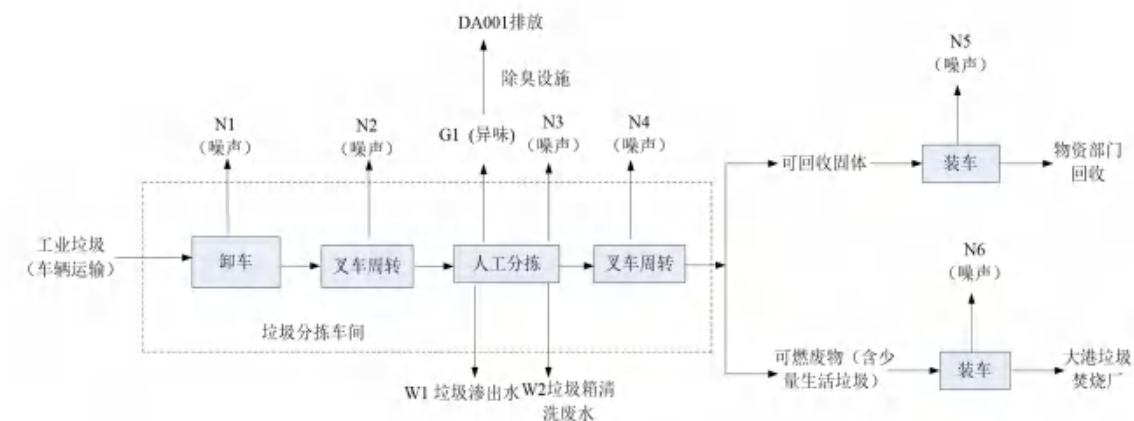 DA001排放
除臭设施
N1
（噪声）
N2
（噪声）
G1 (异味)
N3
（噪声）
N4
（噪声）
N5
（噪声）
可回收固体
装车
物资部门
回收
工业垃圾
（车辆运输）
卸车
叉车周转
人工分拣
叉车周转
N6
（噪声）
垃圾分拣车间
可燃废物（含少
量生活垃圾）
装车
大港垃圾
焚烧厂
W1 垃圾渗出水
W2垃圾箱清
洗废水